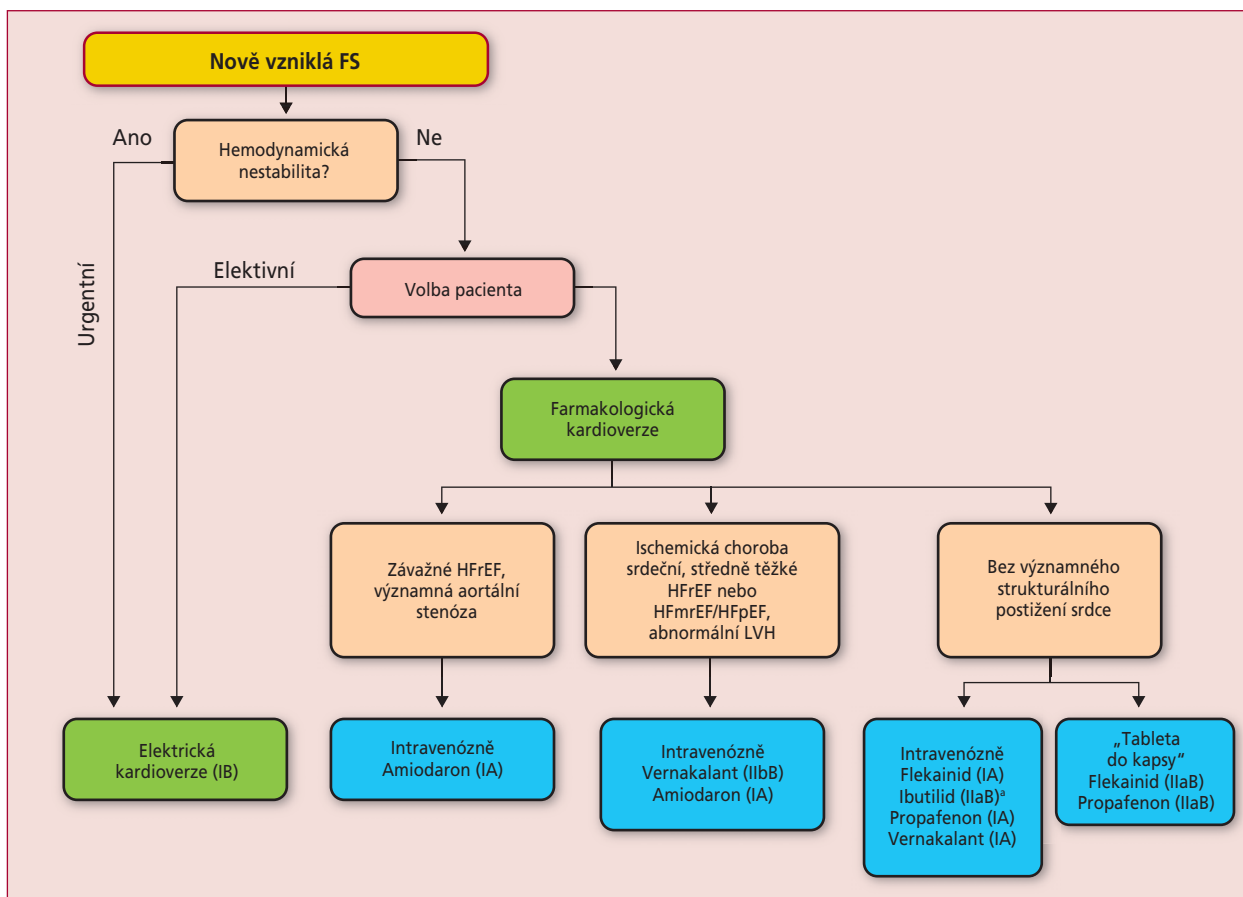 Nově vzniklá FS
Ano
Hemodynamická
nestabilita?
Ne
Urgentní
Elektivní
Volba pacienta
Farmakologická
kardioverze
Závažné HFrEF,
významná aortální
stenóza
Ischemická choroba
srdeční, středně těžké
HFrEF nebo
HFmrEF/HFpEF,
abnormální LVH
Bez významného
strukturálního
postižení srdce
Elektrická
kardioverze (IB)
Intravenózně
Amiodaron (IA)
Intravenózně
Vernakalant (IIbB)
Amiodaron (IA)
Intravenózně
Flekainid (IA)
Ibutilid (IIaB)ᵃ
Propafenon (IA)
Vernakalant (IA)
„Tableta
do kapsy“
Flekainid (IIaB)
Propafenon (IIaB)